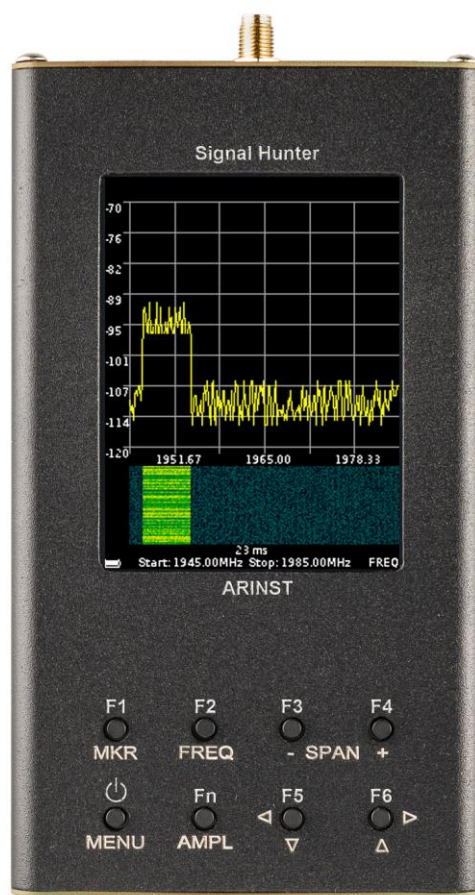 Signal Hunter
-70
-76
-82
-89
-95
-101
-107
-114
-120
1951.67 1965.00 1978.33
23 ms
Start: 1945.00MHz Stop: 1985.00MHz FREQ
ARINST
F1 F2 F3 F4
MKR FREQ - SPAN +
Fn F5 F6
MENU AMPL